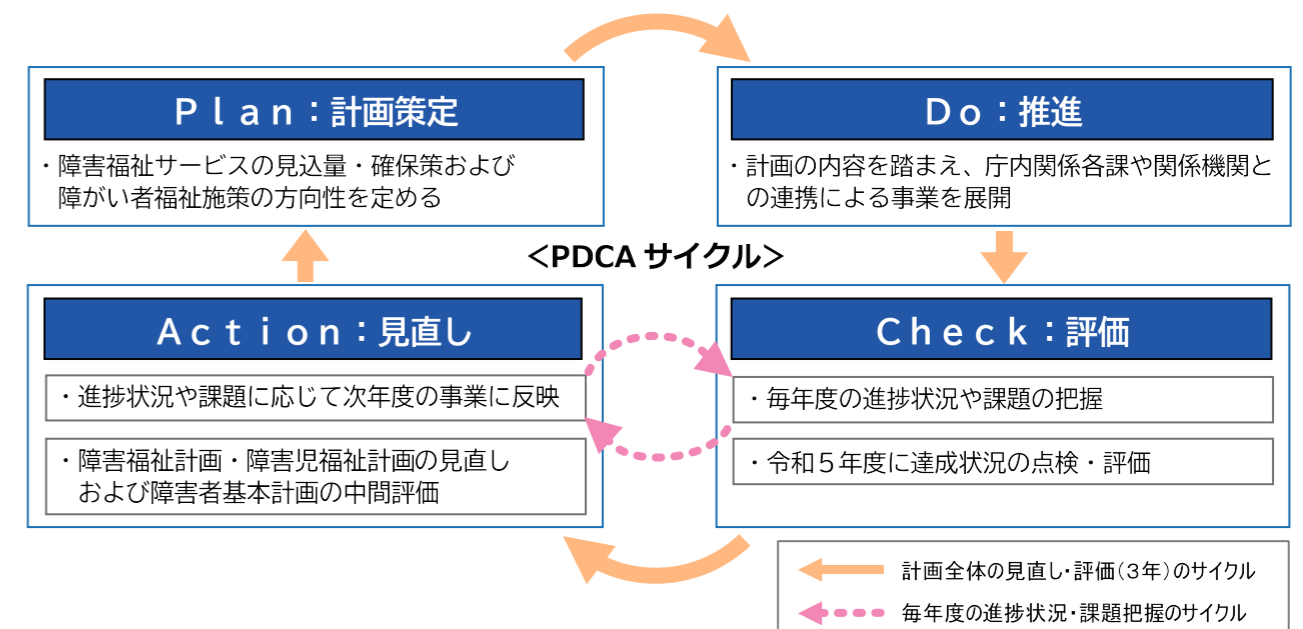 Ｐｌａｎ：計画策定
・障害福祉サービスの見込量・確保策および
障がい者福祉施策の方向性を定める
Ｄｏ：推進
・計画の内容を踏まえ、庁内関係各課や関係機関と
の連携による事業を展開
＜PDCA サイクル＞
Ａｃｔｉｏｎ：見直し
・進捗状況や課題に応じて次年度の事業に反映
・障害福祉計画・障害児福祉計画の見直し
および障害者基本計画の中間評価
Ｃｈｅｃｋ：評価
・毎年度の進捗状況や課題の把握
・令和５年度に達成状況の点検・評価
計画全体の見直し・評価（３年）のサイクル
毎年度の進捗状況・課題把握のサイクル